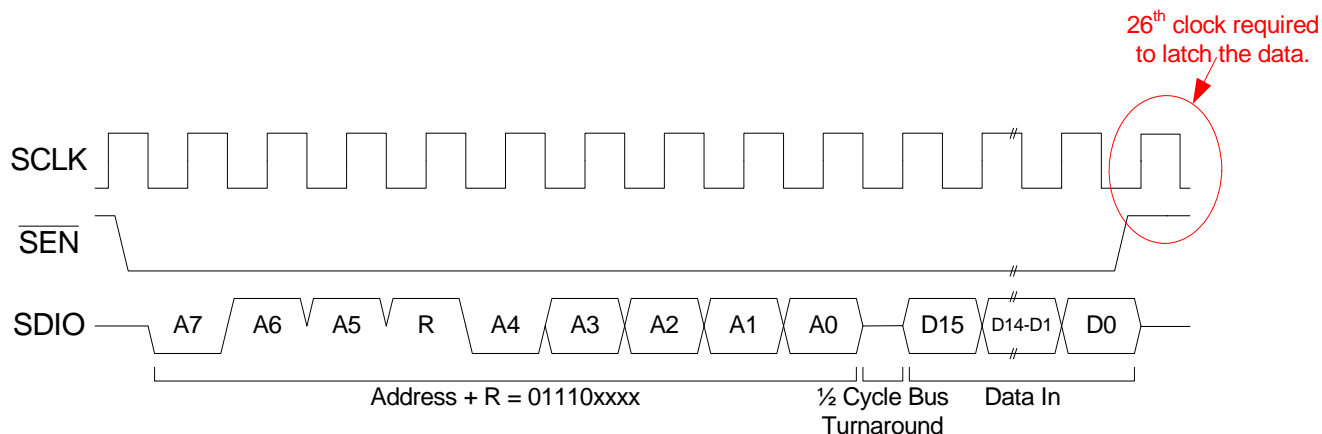 26th clock required
to latch the data.
SCLK
SEN
SDIO
A7 A6 A5 R A4 A3 A2 A1 A0 D15 D14-D1 D0
Address + R = 01110xxxx
½ Cycle Bus
Turnaround
Data In